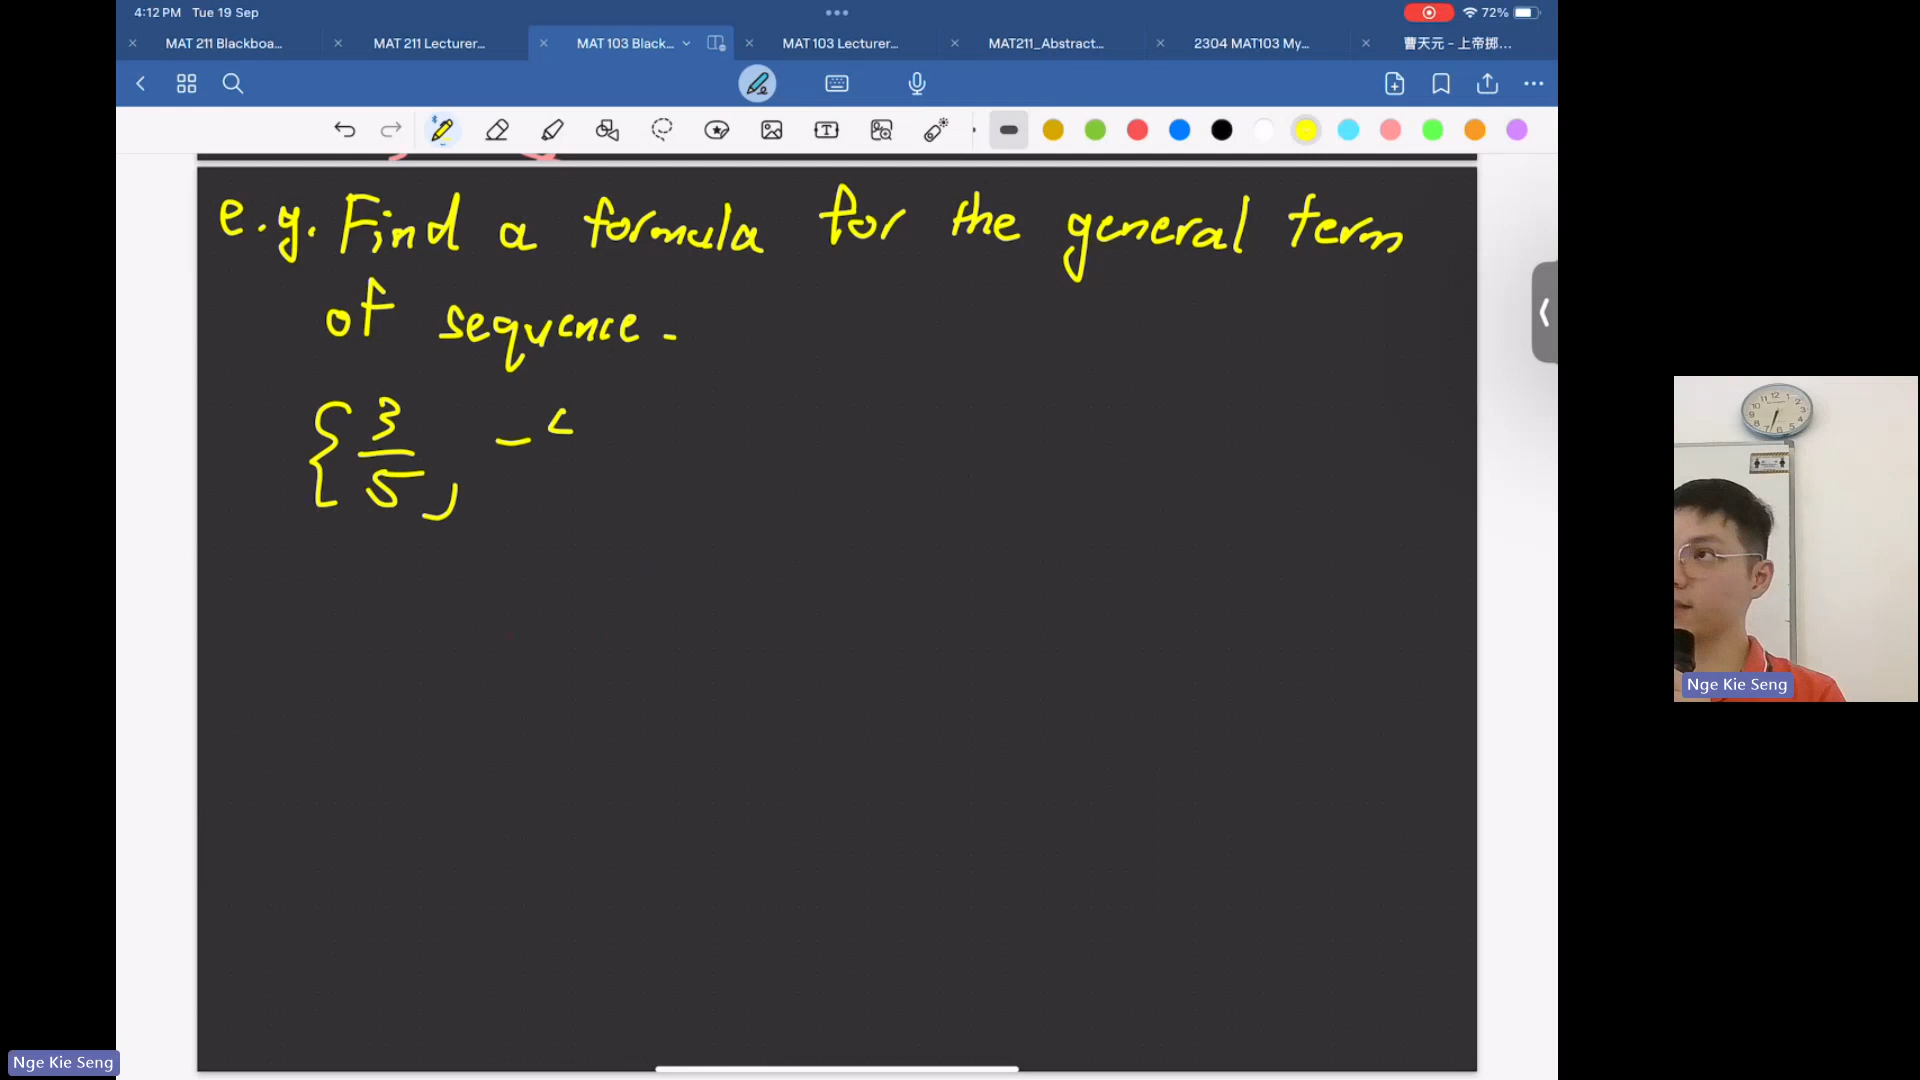 4:12 PM Tue 19 Sep
72%
MAT 211 Blackboa...
MAT 211 Lecturer...
MAT 103 Black...
MAT 103 Lecturer...
MAT211_Abstract...
2304 MAT103 My...
曹天元 - 上帝掷...
e.g. Find a formula for the general term
of sequence.
{ 3/5 , -
Nge Kie Seng
Nge Kie Seng